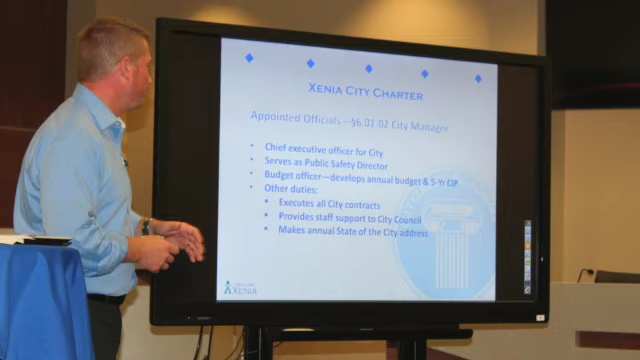 XENIA CITY CHARTER
Appointed Officials – §6.01-02 City Manager
• Chief executive officer for City
• Serves as Public Safety Director
• Budget officer—develops annual budget & 5-Yr CIP
• Other duties:
• Executes all City contracts
• Provides staff support to City Council
• Makes annual State of the City address
XENIA